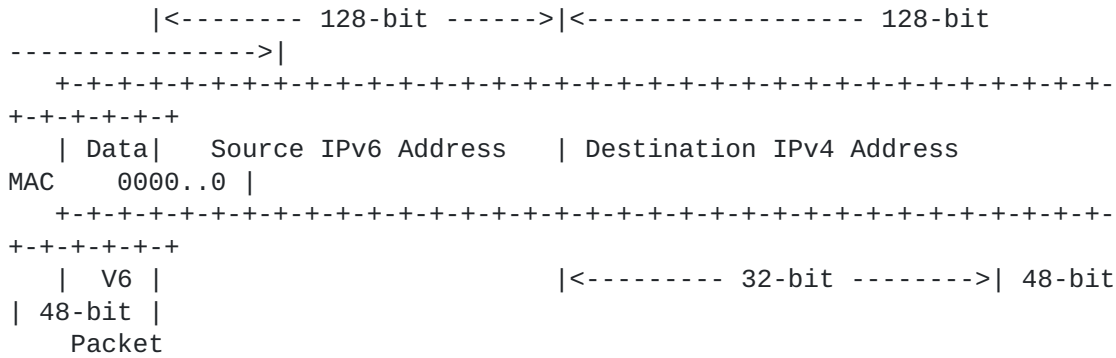 |<-------- 128-bit ------>|<----------------- 128-bit
---------------->|
   +-+-+-+-+-+-+-+-+-+-+-+-+-+-+-+-+-+-+-+-+-+-+-+-+-+-+-+-+-+-+-+-+-+-
+-+-+-+-+-+
   | Data|   Source IPv6 Address   | Destination IPv4 Address
MAC    0000..0 |
   +-+-+-+-+-+-+-+-+-+-+-+-+-+-+-+-+-+-+-+-+-+-+-+-+-+-+-+-+-+-+-+-+-+-
+-+-+-+-+-+
   |  V6 |                         |<--------- 32-bit -------->| 48-bit
| 48-bit |
    Packet